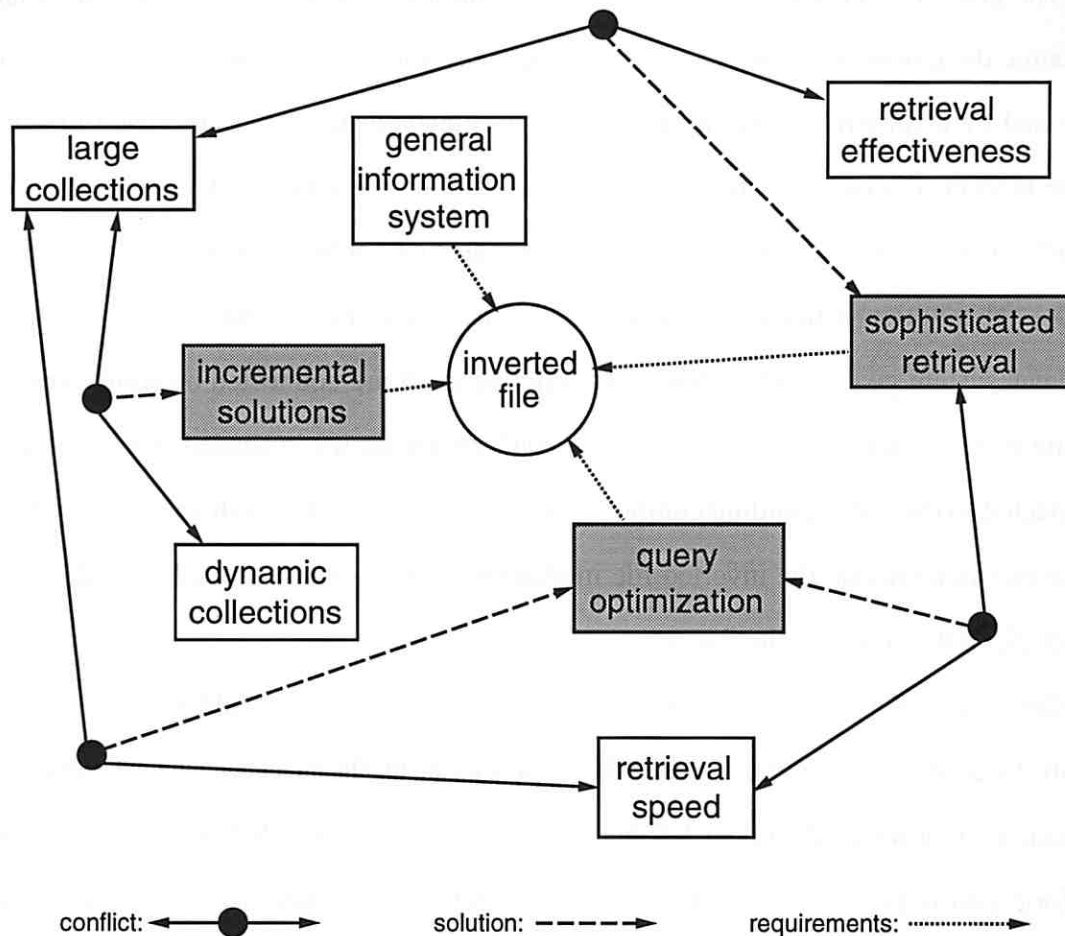 retrieval
effectiveness
large
collections
general
information
system
sophisticated
retrieval
incremental
solutions
inverted
file
dynamic
collections
query
optimization
retrieval
speed
conflict: solution: requirements: